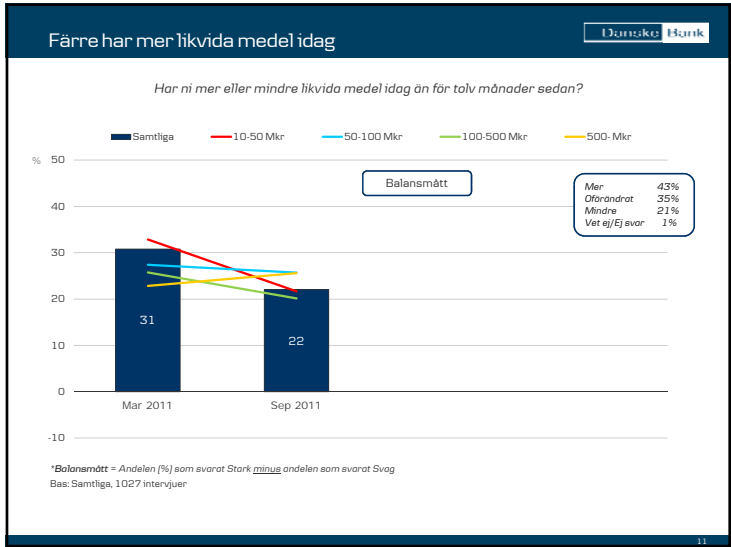 Färre har mer likvida medel idag
Danske Bank
Har ni mer eller mindre likvida medel idag än för tolv månader sedan?
Samtliga 10-50 Mkr 50-100 Mkr 100-500 Mkr 500- Mkr
% 50
Balansmått
Mer 43%
Oförändrat 35%
Mindre 21%
Vet ej/Ej svar 1%
40
30
20
31
22
10
0
Mar 2011 Sep 2011
-10
*Balansmått = Andelen (%) som svarat Stark minus andelen som svarat Svag
Bas: Samtliga, 1027 intervjuer
11